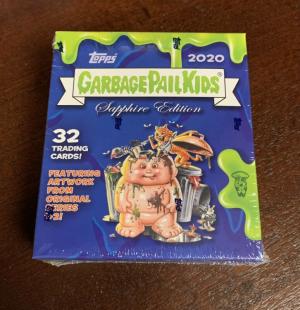 Topps
2020
GARBAGE PAIL KIDS
Sapphire Edition
32
TRADING
CARDS!
FEATURING
ARTWORK
FROM
ORIGINAL
SERIES